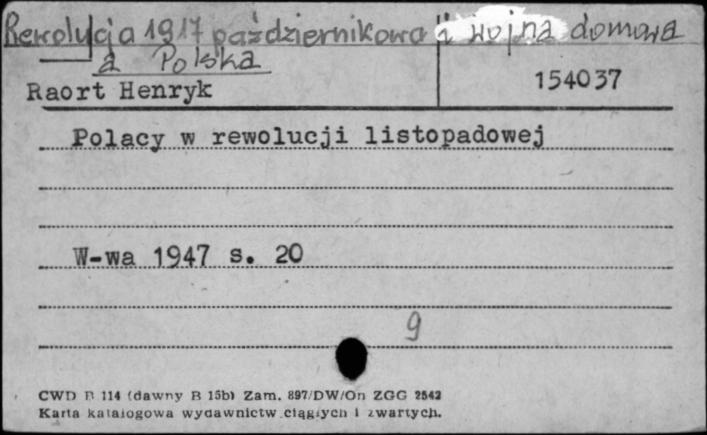 Rewolucja 1917 październikowa i wojna domowa
a Polska
Raort Henryk
154037
Polacy w rewolucji listopadowej
W-wa 1947 s. 20
9
CWD B 114 (dawny B 15b) Zam. 897/DW/On ZGG 2542
Karta katalogowa wydawnictw ciągłych i zwartych.